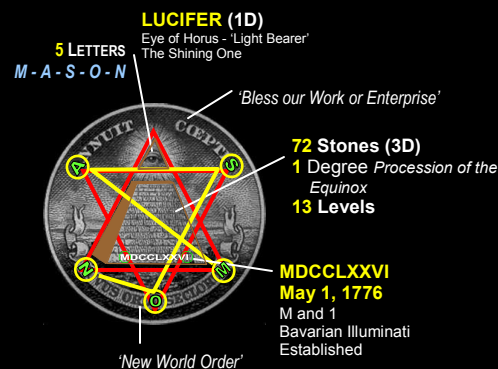 LUCIFER (1D)
Eye of Horus - 'Light Bearer'
The Shining One
5 LETTERS
M - A - S - O - N
'Bless our Work or Enterprise'
ANNUIT CŒPTIS
72 Stones (3D)
1 Degree Procession of the
Equinox
13 Levels
A
S
N
O
M
MDCCLXXVI
MDCCLXXVI
May 1, 1776
M and 1
Bavarian Illuminati
Established
'New World Order'